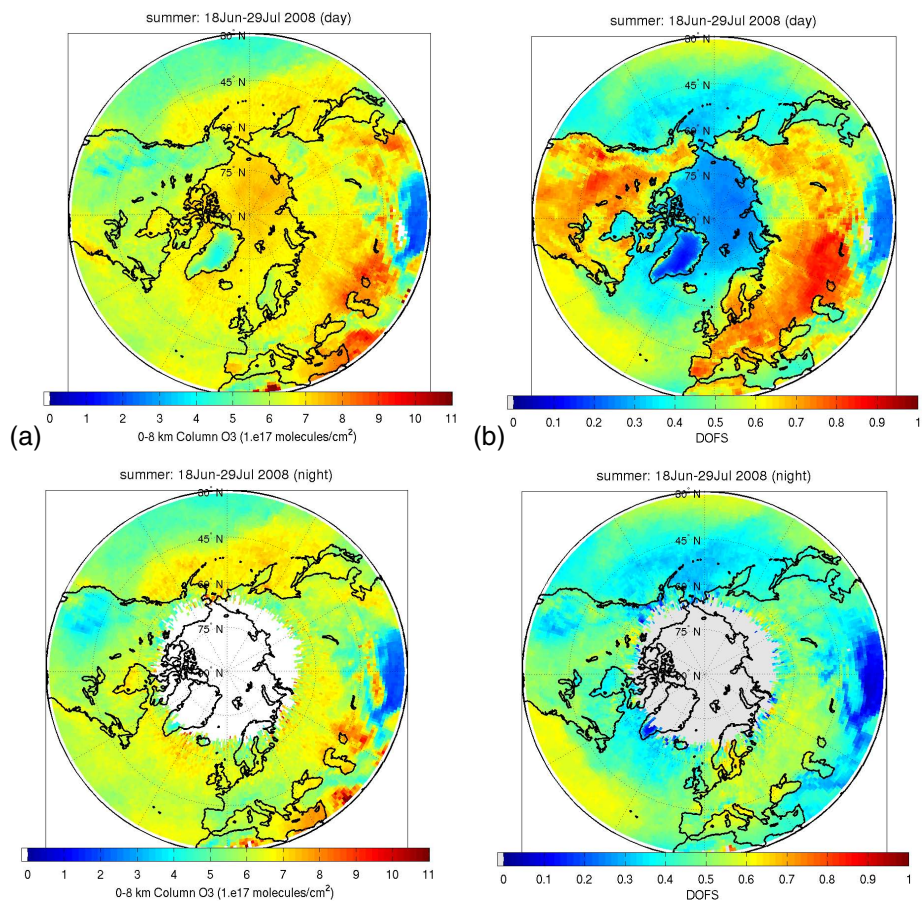 summer: 18Jun-29Jul 2008 (day)
30° N
45° N
60° N
75° N
90° N
0 1 2 3 4 5 6 7 8 9 10 11
0-8 km Column O3 (1.e17 molecules/cm²)
(a)
summer: 18Jun-29Jul 2008 (day)
30° N
45° N
60° N
75° N
90° N
0 0.1 0.2 0.3 0.4 0.5 0.6 0.7 0.8 0.9 1
DOFS
(b)
summer: 18Jun-29Jul 2008 (night)
30° N
45° N
60° N
75° N
90° N
0 1 2 3 4 5 6 7 8 9 10 11
0-8 km Column O3 (1.e17 molecules/cm²)
summer: 18Jun-29Jul 2008 (night)
30° N
45° N
60° N
75° N
90° N
0 0.1 0.2 0.3 0.4 0.5 0.6 0.7 0.8 0.9 1
DOFS